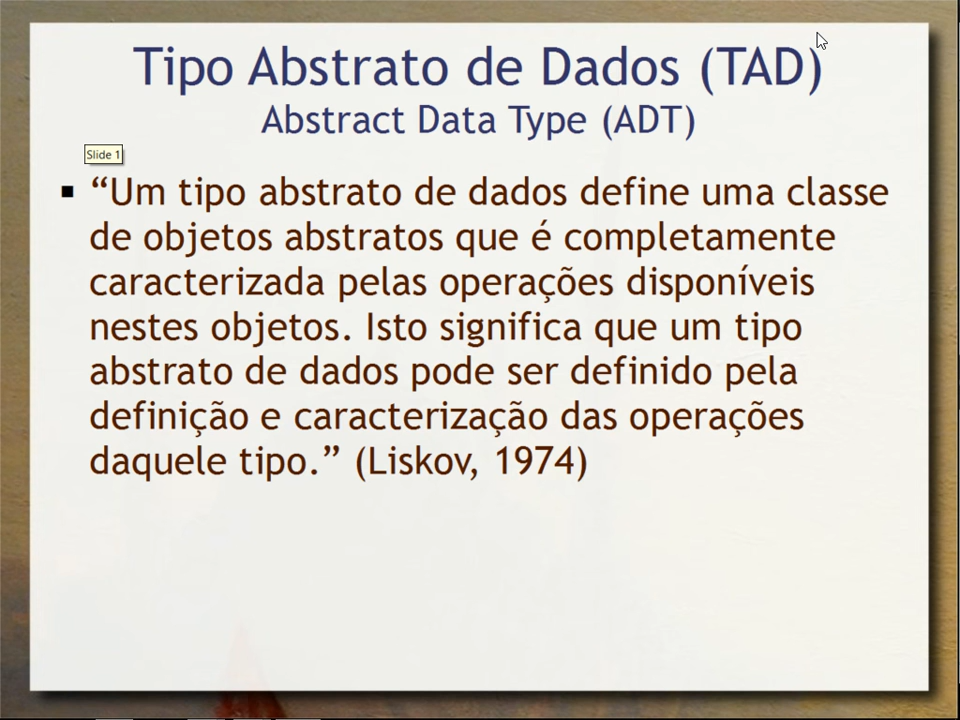 Tipo Abstrato de Dados (TAD)
Abstract Data Type (ADT)
Slide 1
“Um tipo abstrato de dados define uma classe
de objetos abstratos que é completamente
caracterizada pelas operações disponíveis
nestes objetos. Isto significa que um tipo
abstrato de dados pode ser definido pela
definição e caracterização das operações
daquele tipo.” (Liskov, 1974)